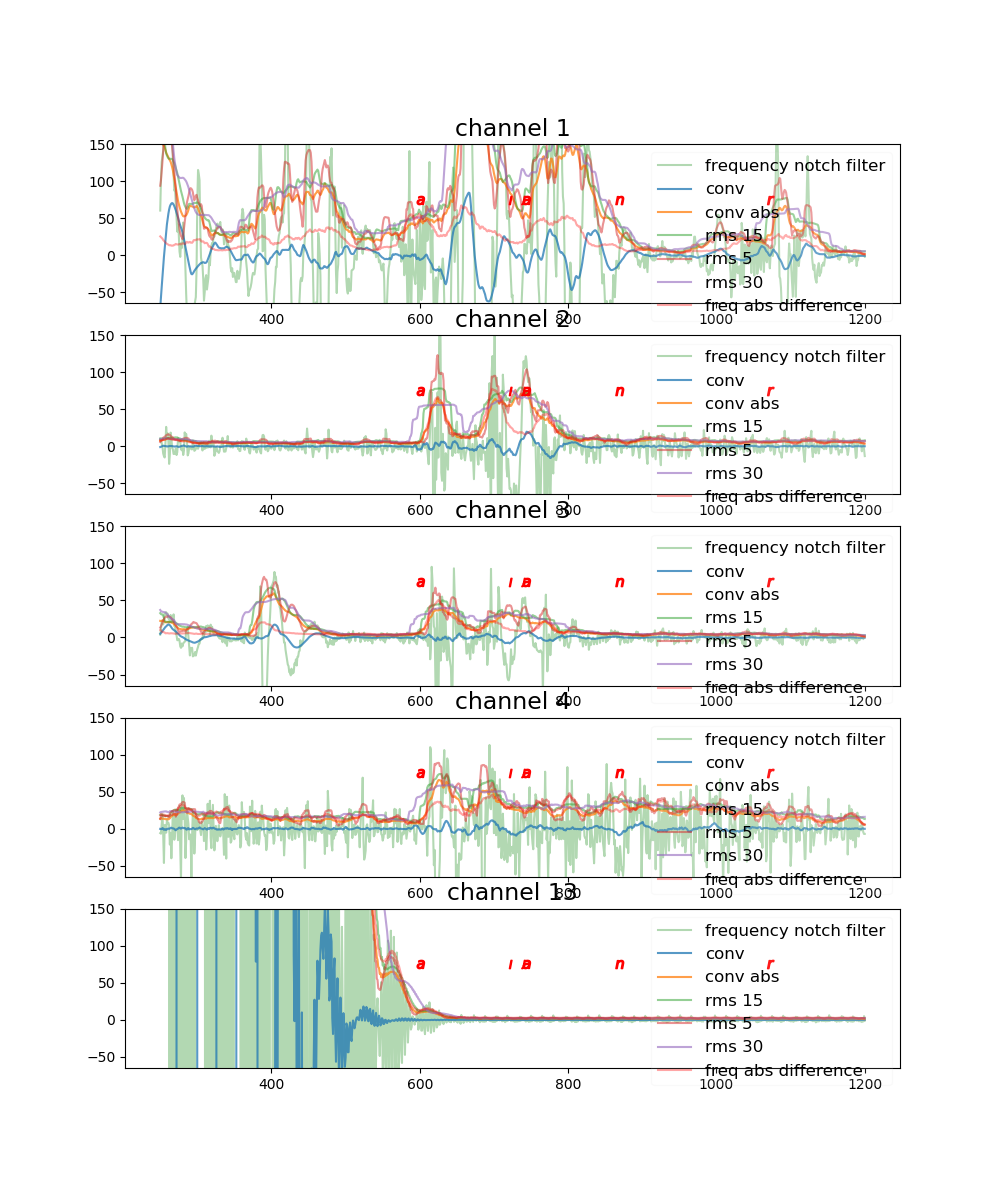 channel 1
150
100
50
0
−50
a a n r
frequency notch filter
conv
conv abs
rms 15
rms 5
rms 30
freq abs difference
400 600 800 1000 1200
channel 2
150
100
50
0
−50
a a n r
frequency notch filter
conv
conv abs
rms 15
rms 5
rms 30
freq abs difference
400 600 800 1000 1200
channel 3
150
100
50
0
−50
a a n r
frequency notch filter
conv
conv abs
rms 15
rms 5
rms 30
freq abs difference
400 600 800 1000 1200
channel 4
150
100
50
0
−50
a a n r
frequency notch filter
conv
conv abs
rms 15
rms 5
rms 30
freq abs difference
400 600 800 1000 1200
channel 13
150
100
50
0
−50
a a n r
frequency notch filter
conv
conv abs
rms 15
rms 5
rms 30
freq abs difference
400 600 800 1000 1200